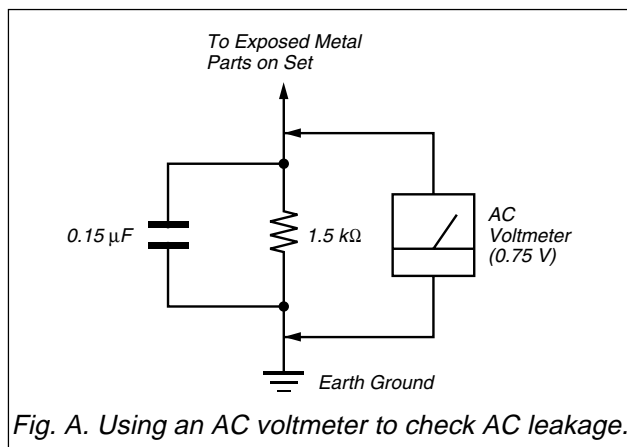 To Exposed Metal
Parts on Set
0.15 µF
1.5 kΩ
AC
Voltmeter
(0.75 V)
Earth Ground
Fig. A. Using an AC voltmeter to check AC leakage.